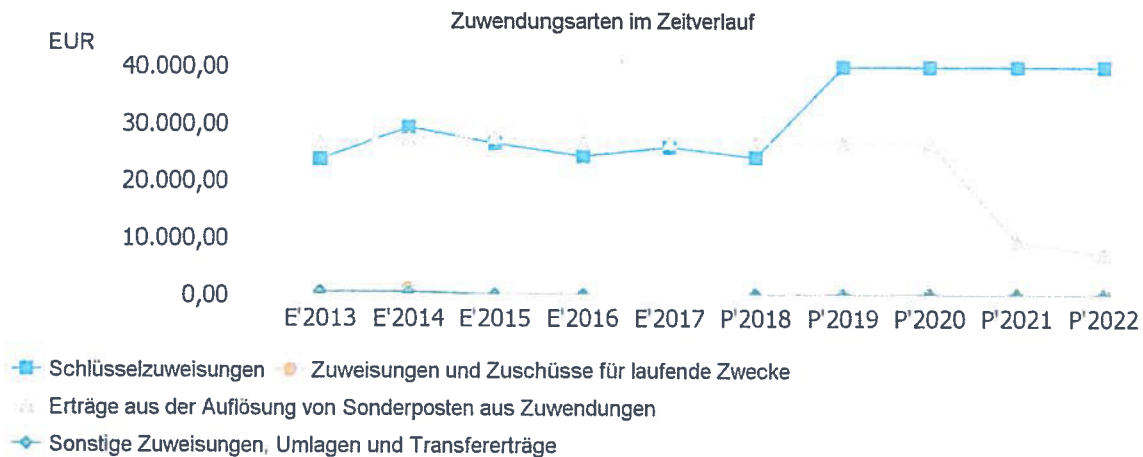 Zuwendungsarten im Zeitverlauf
EUR
40.000,00
30.000,00
20.000,00
10.000,00
0,00
E'2013 E'2014 E'2015 E'2016 E'2017 P'2018 P'2019 P'2020 P'2021 P'2022
Schlüsselzuweisungen Zuweisungen und Zuschüsse für laufende Zwecke
Erträge aus der Auflösung von Sonderposten aus Zuwendungen
Sonstige Zuweisungen, Umlagen und Transfererträge